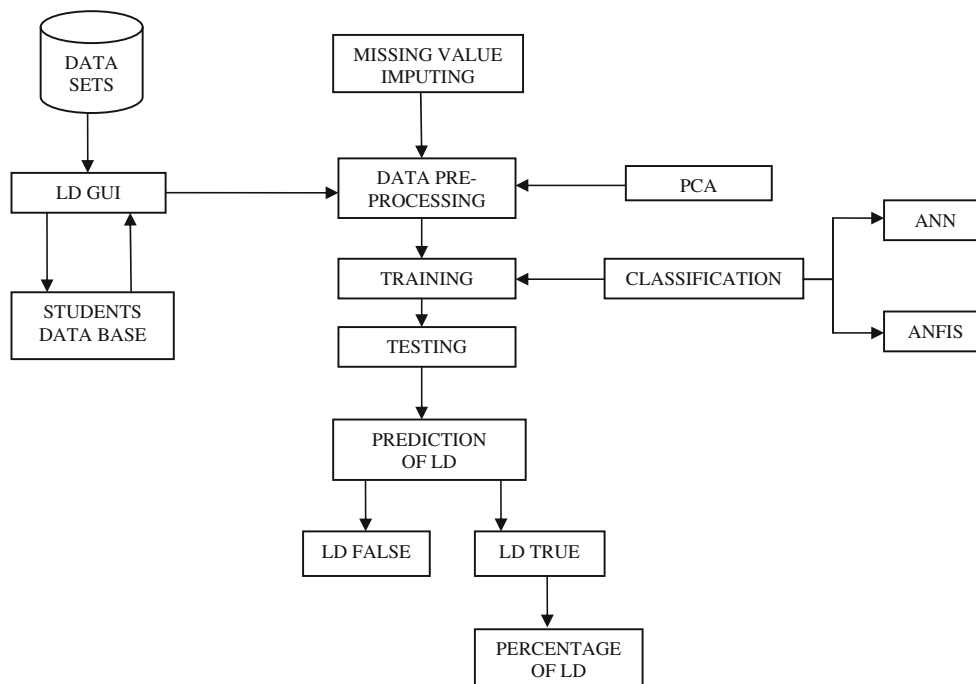 DATA
SETS
MISSING VALUE
IMPUTING
LD GUI
DATA PRE-
PROCESSING
PCA
ANN
TRAINING
CLASSIFICATION
STUDENTS
DATA BASE
TESTING
ANFIS
PREDICTION
OF LD
LD FALSE
LD TRUE
PERCENTAGE
OF LD